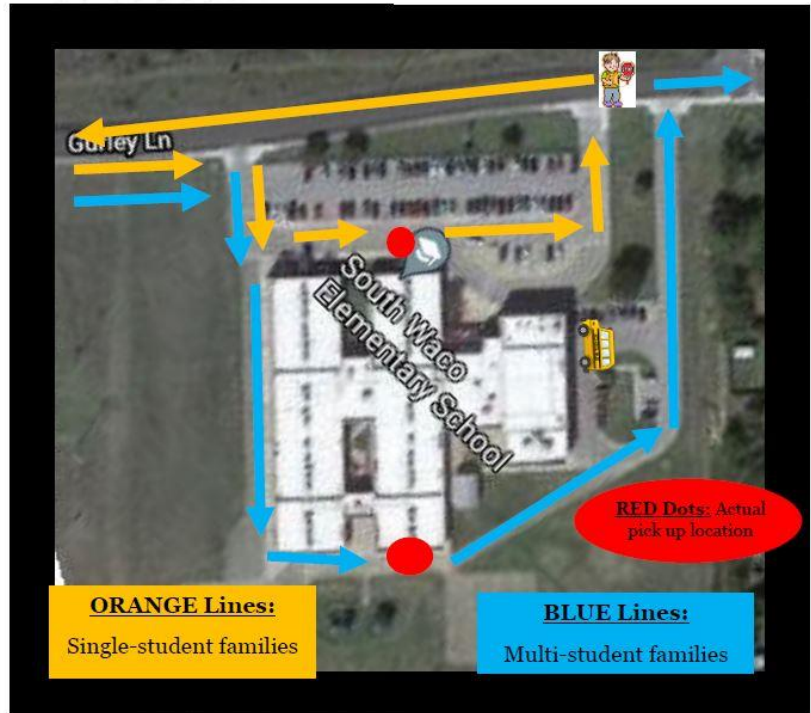 Gurley Ln
South Waco
Elementary School
RED Dots: Actual
pick up location
ORANGE Lines:
Single-student families
BLUE Lines:
Multi-student families